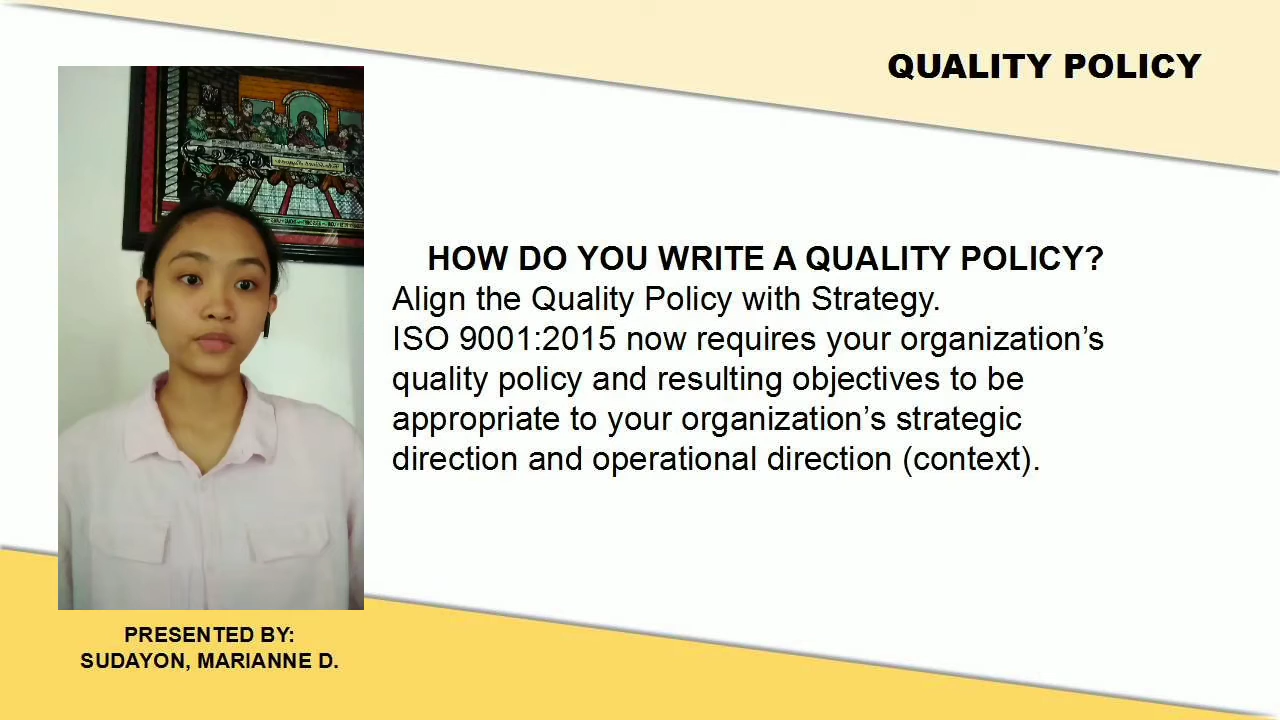 QUALITY POLICY
HOW DO YOU WRITE A QUALITY POLICY?
Align the Quality Policy with Strategy.
ISO 9001:2015 now requires your organization’s
quality policy and resulting objectives to be
appropriate to your organization’s strategic
direction and operational direction (context).
PRESENTED BY:
SUDAYON, MARIANNE D.